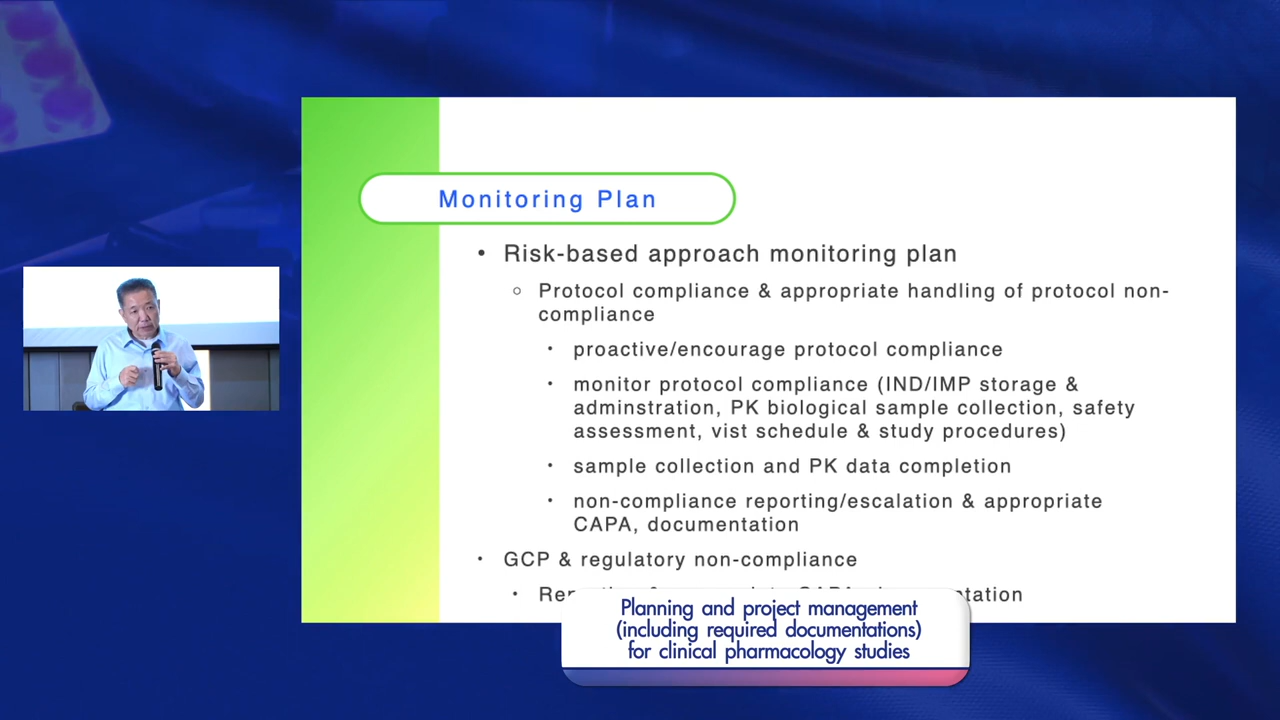 Monitoring Plan
• Risk-based approach monitoring plan
○ Protocol compliance & appropriate handling of protocol non-
compliance
• proactive/encourage protocol compliance
• monitor protocol compliance (IND/IMP storage &
adminstration, PK biological sample collection, safety
assessment, vist schedule & study procedures)
• sample collection and PK data completion
• non-compliance reporting/escalation & appropriate
CAPA, documentation
• GCP & regulatory non-compliance
Planning and project management
(including required documentations)
for clinical pharmacology studies